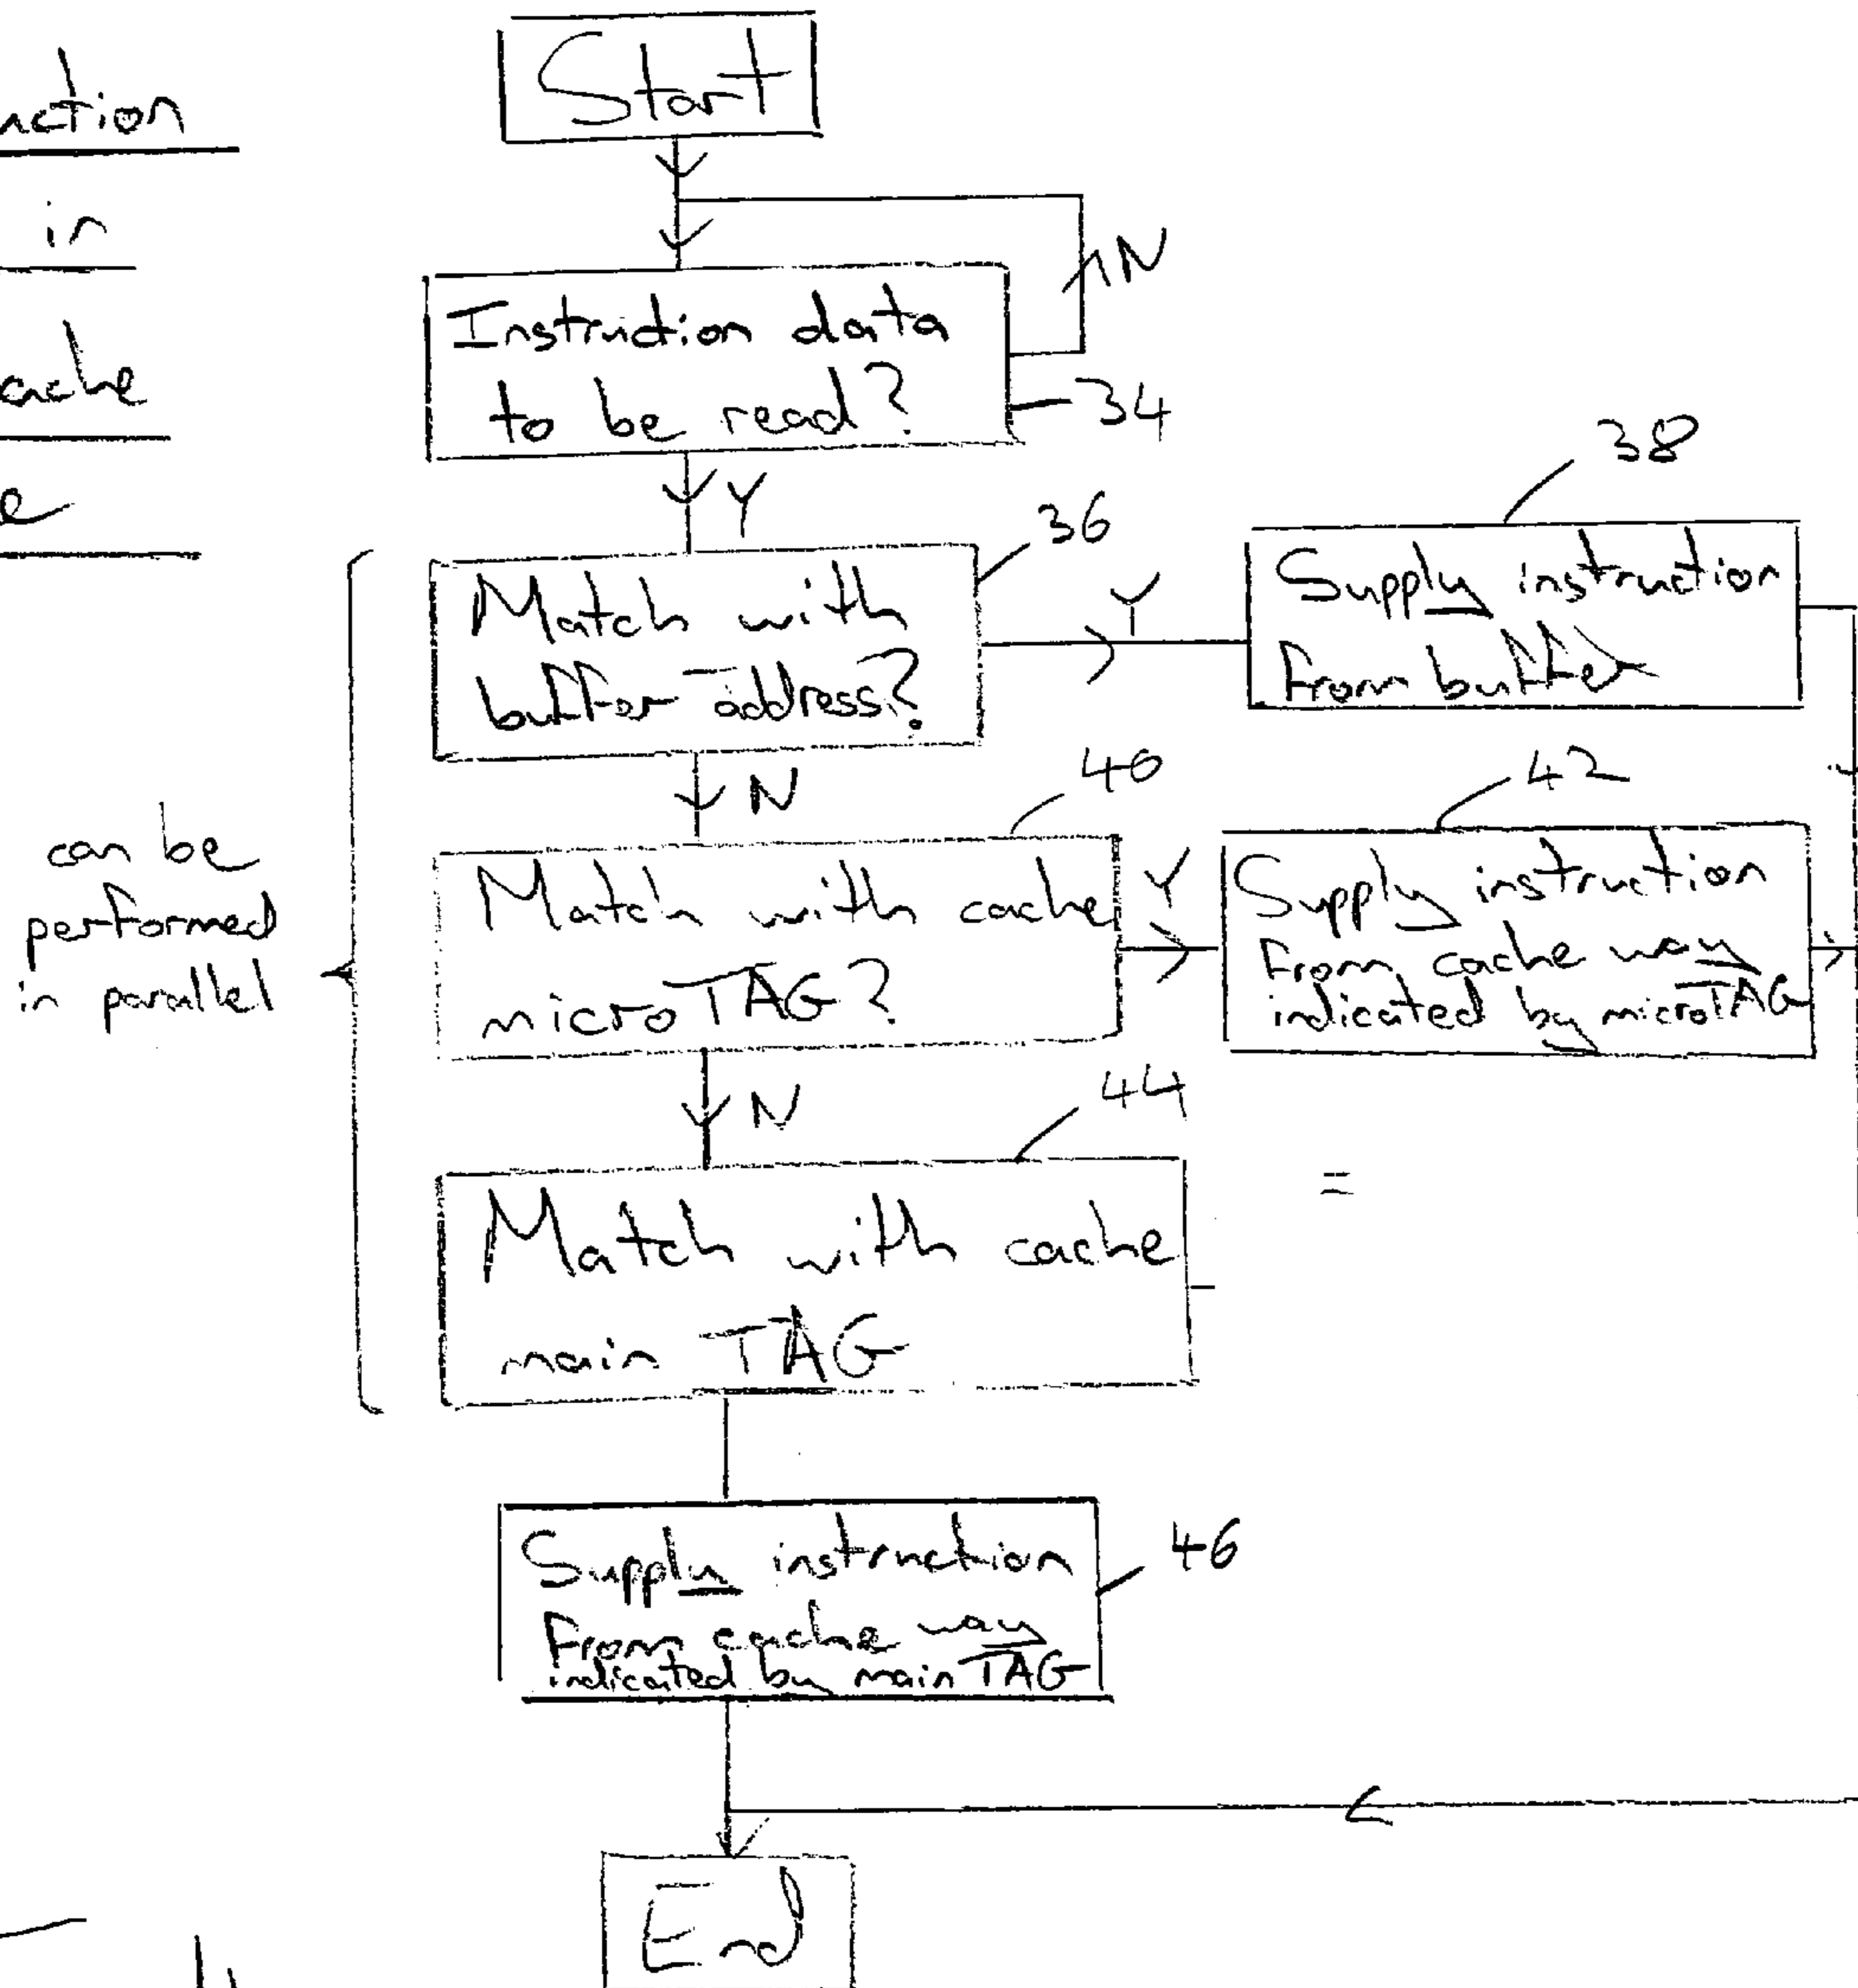 Start
in
N
Instruction data
to be read?
34
Y
38
36
Match with
buffer address?
Y
Supply instruction
From buffer
N
40
42
can be
performed
in parallel
Match with cache
microTAG?
Y
Supply instruction
From cache way
indicated by microTAG
N
44
Match with cache
main TAG
Supply instruction
From cache way
indicated by main TAG
46
End